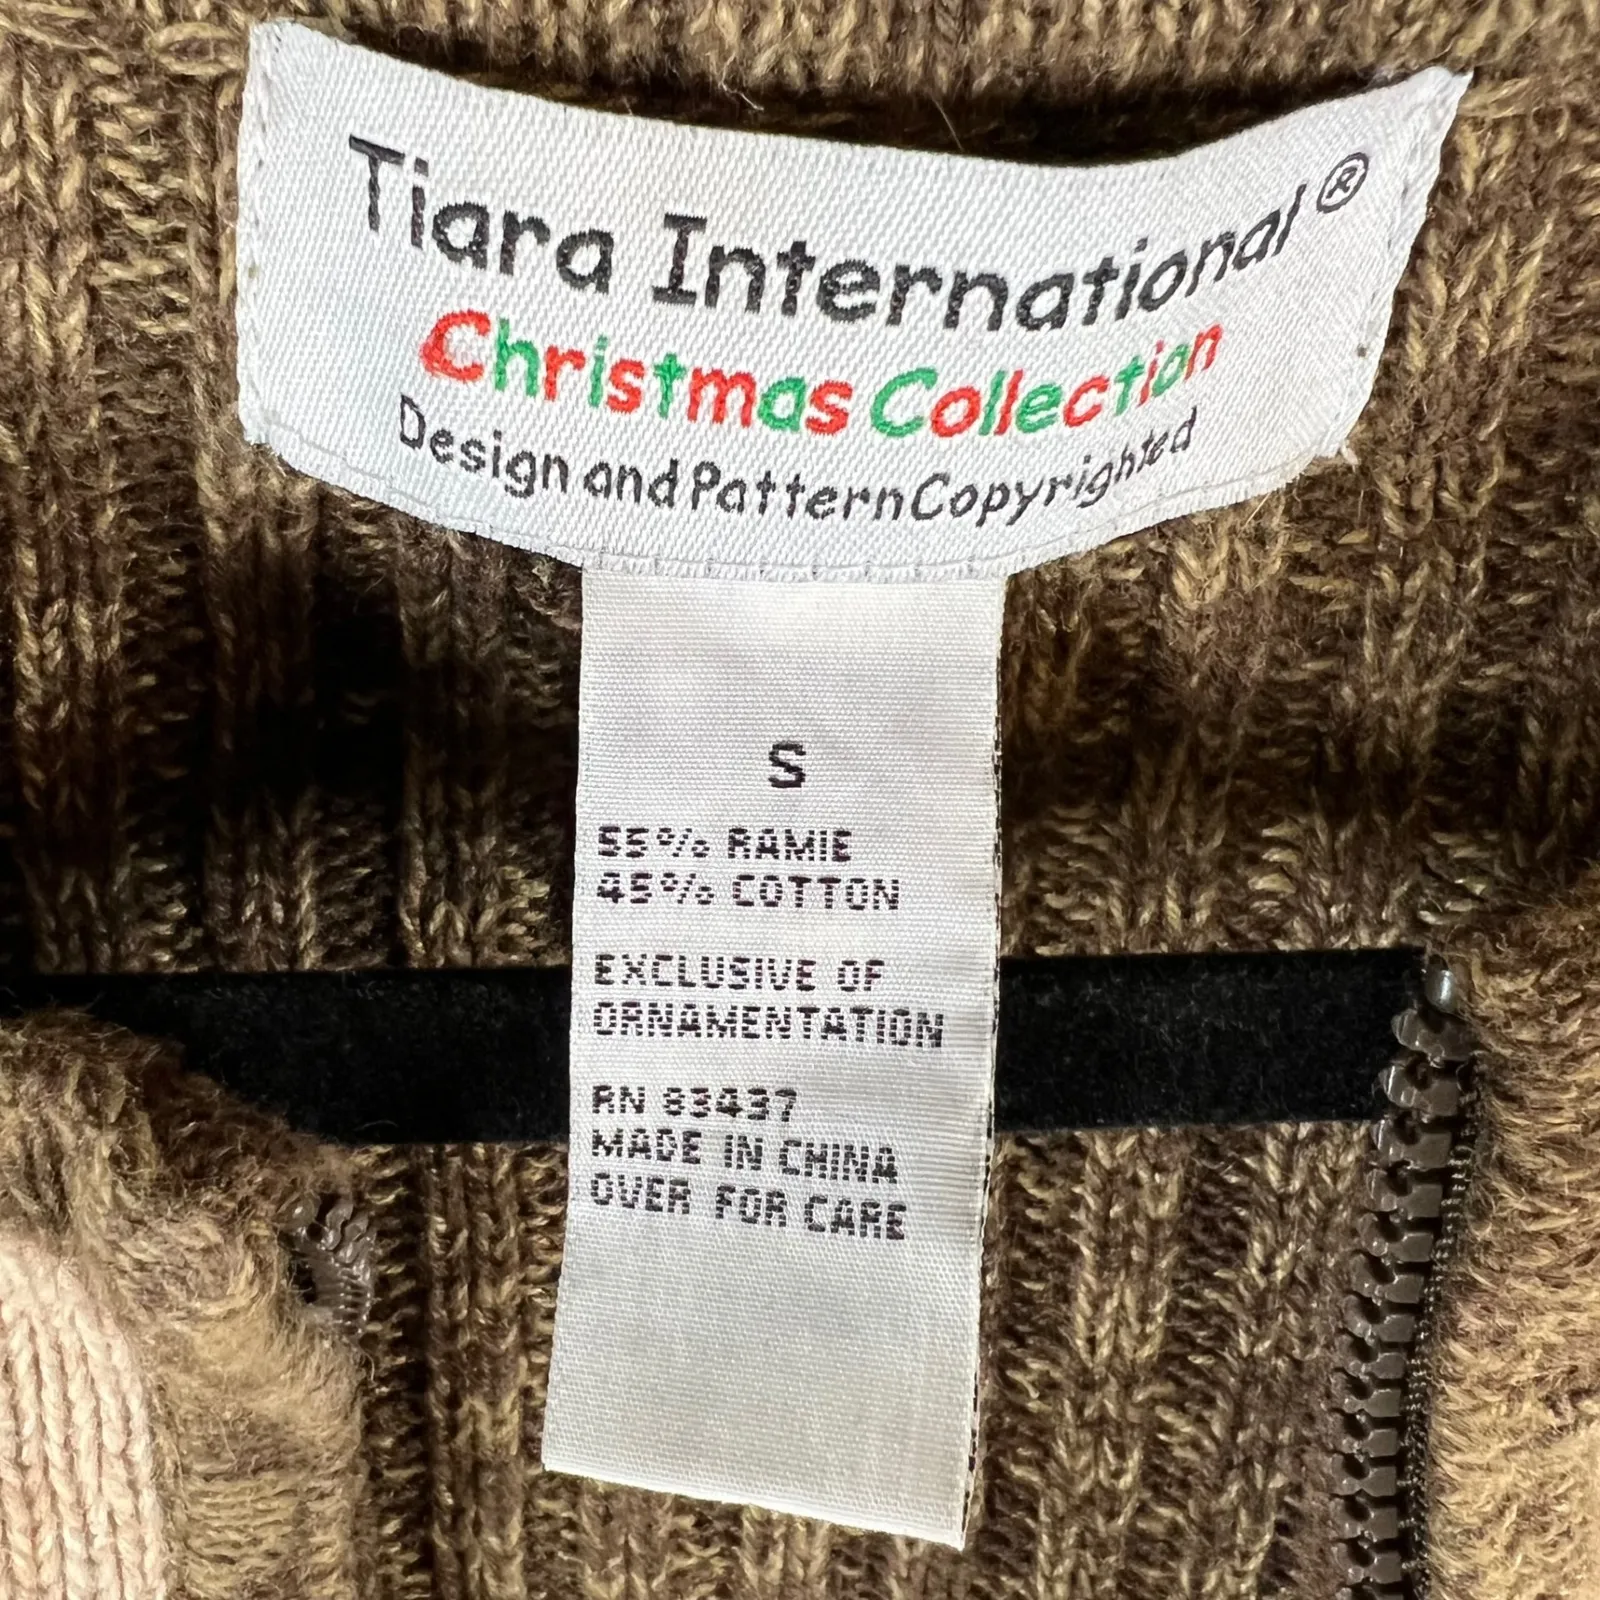 Tiara International®
Christmas Collection
Design and Pattern Copyrighted
S
55% RAMIE
45% COTTON
EXCLUSIVE OF
ORNAMENTATION
RN 83437
MADE IN CHINA
OVER FOR CARE